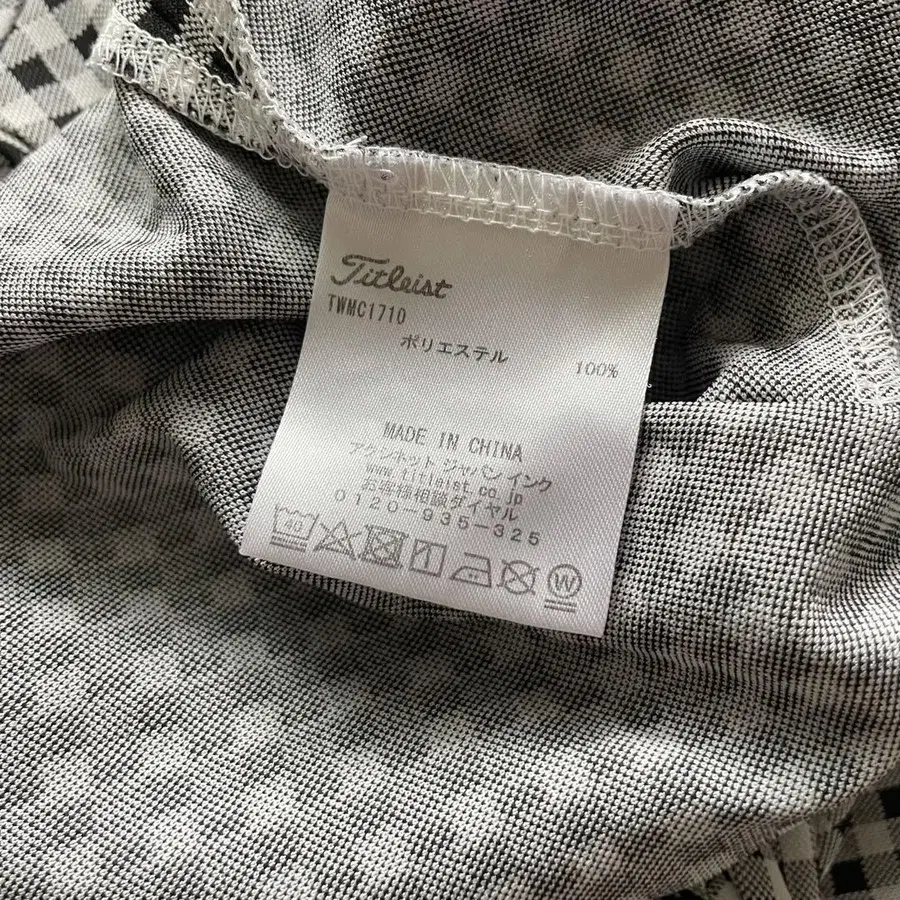 Titleist
TWMC1710
ポリエステル 100%
MADE IN CHINA
アクシネット ジャパン インク
www.titleist.co.jp
お客様相談ダイヤル
0120-935-325
40
W